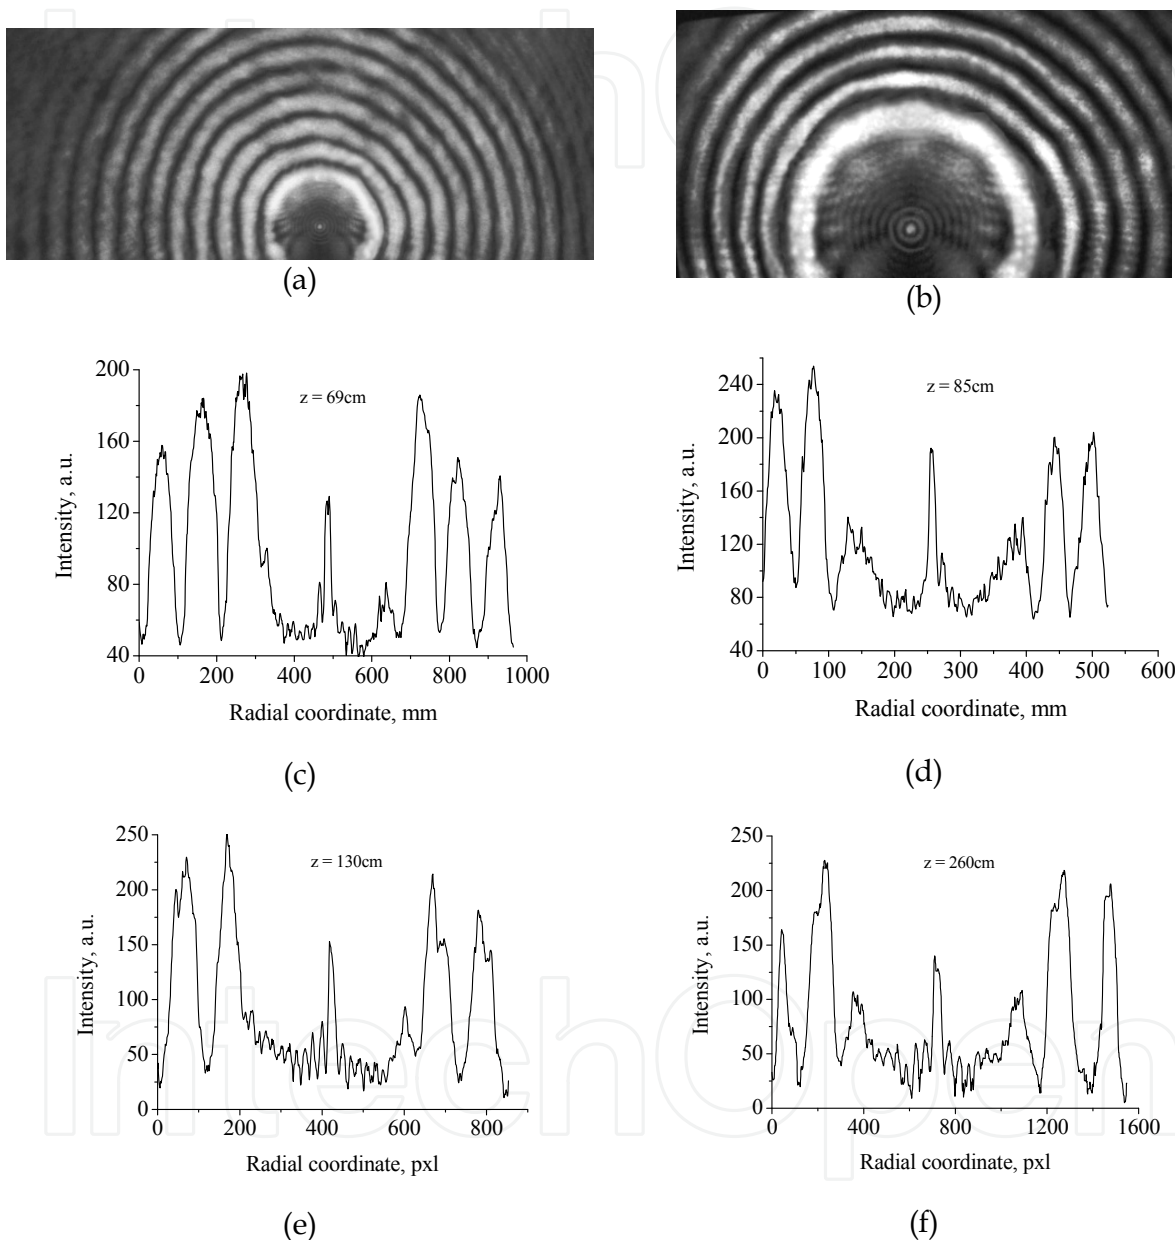 (a)
(b)
200
160
120
80
40
0
200
400
600
800
1000
z = 69cm
Intensity, a.u.
Radial coordinate, mm
(c)
240
200
160
120
80
40
0
100
200
300
400
500
600
z = 85cm
Intensity, a.u.
Radial coordinate, mm
(d)
250
200
150
100
50
0
0
200
400
600
800
z = 130cm
Intensity, a.u.
Radial coordinate, pxl
(e)
250
200
150
100
50
0
0
400
800
1200
1600
z = 260cm
Intensity, a.u.
Radial coordinate, pxl
(f)
IntechOpen